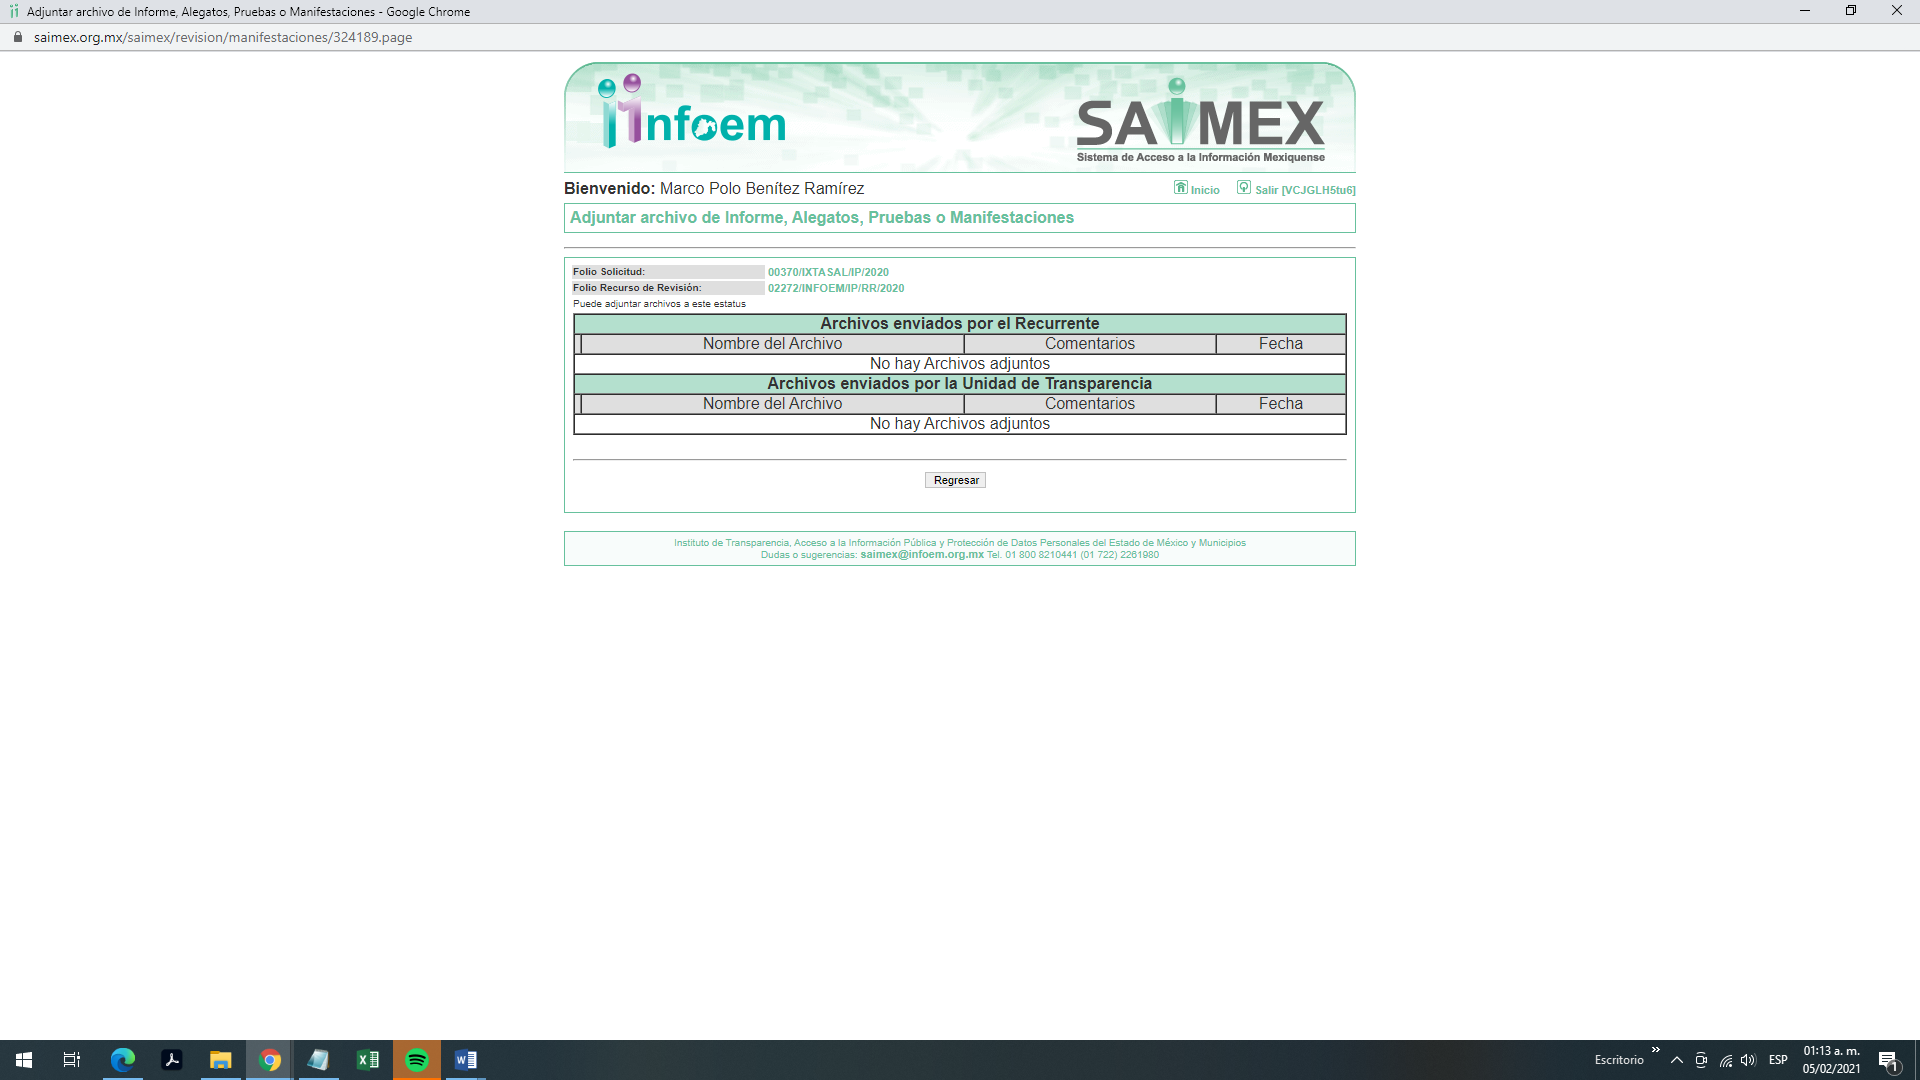 Adjuntar archivo de Informe, Alegatos, Pruebas o Manifestaciones - Google Chrome
saimex.org.mx/saimex/revision/manifestaciones/324189.page
infoem
SAIMEX
Sistema de Acceso a la Información Mexiquense
Bienvenido: Marco Polo Benítez Ramírez
Inicio Salir [VCJGLH5tu6]
Adjuntar archivo de Informe, Alegatos, Pruebas o Manifestaciones
Folio Solicitud: 00370/IXTASAL/IP/2020
Folio Recurso de Revisión: 02272/INFOEM/IP/RR/2020
Puede adjuntar archivos a este estatus
Archivos enviados por el Recurrente
Nombre del Archivo Comentarios Fecha
No hay Archivos adjuntos
Archivos enviados por la Unidad de Transparencia
Nombre del Archivo Comentarios Fecha
No hay Archivos adjuntos
Regresar
Instituto de Transparencia, Acceso a la Información Pública y Protección de Datos Personales del Estado de México y Municipios
Dudas o sugerencias: saimex@infoem.org.mx Tel. 01 800 8210441 (01 722) 2261980
Escritorio » ESP 01:13 a. m.
05/02/2021 1